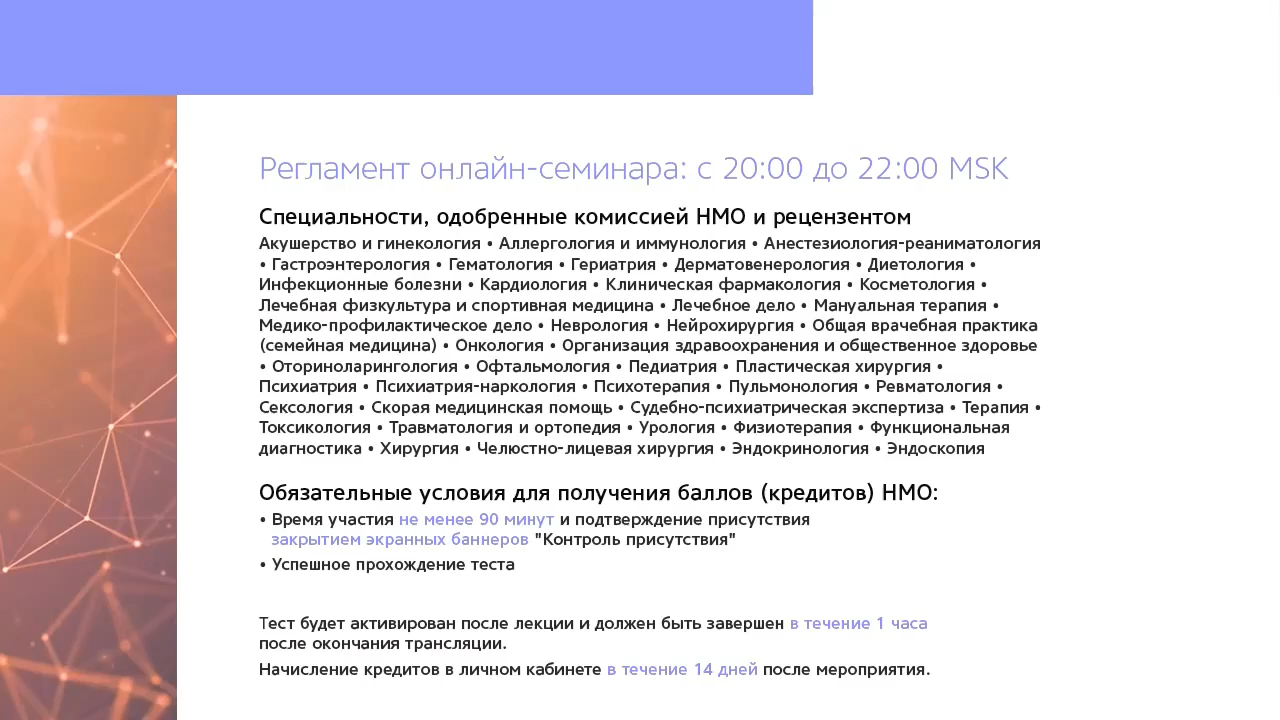 Регламент онлайн-семинара: с 20:00 до 22:00 MSK
Специальности, одобренные комиссией НМО и рецензентом
Акушерство и гинекология • Аллергология и иммунология • Анестезиология-реаниматология
• Гастроэнтерология • Гематология • Гериатрия • Дерматовенерология • Диетология •
Инфекционные болезни • Кардиология • Клиническая фармакология • Косметология •
Лечебная физкультура и спортивная медицина • Лечебное дело • Мануальная терапия •
Медико-профилактическое дело • Неврология • Нейрохирургия • Общая врачебная практика
(семейная медицина) • Онкология • Организация здравоохранения и общественное здоровье
• Оториноларингология • Офтальмология • Педиатрия • Пластическая хирургия •
Психиатрия • Психиатрия-наркология • Психотерапия • Пульмонология • Ревматология •
Сексология • Скорая медицинская помощь • Судебно-психиатрическая экспертиза • Терапия •
Токсикология • Травматология и ортопедия • Урология • Физиотерапия • Функциональная
диагностика • Хирургия • Челюстно-лицевая хирургия • Эндокринология • Эндоскопия
Обязательные условия для получения баллов (кредитов) НМО:
• Время участия не менее 90 минут и подтверждение присутствия
закрытием экранных баннеров "Контроль присутствия"
• Успешное прохождение теста
Тест будет активирован после лекции и должен быть завершен в течение 1 часа
после окончания трансляции.
Начисление кредитов в личном кабинете в течение 14 дней после мероприятия.